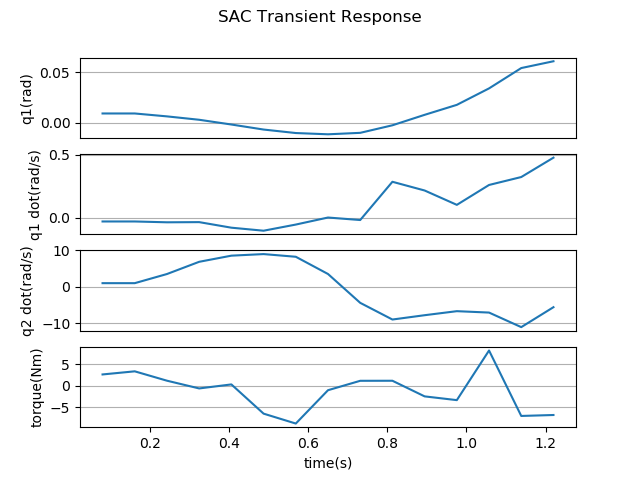 SAC Transient Response
q1(rad)
0.05
0.00
q1 dot(rad/s)
0.5
0.0
q2 dot(rad/s)
10
0
−10
torque(Nm)
5
0
−5
0.2 0.4 0.6 0.8 1.0 1.2
time(s)